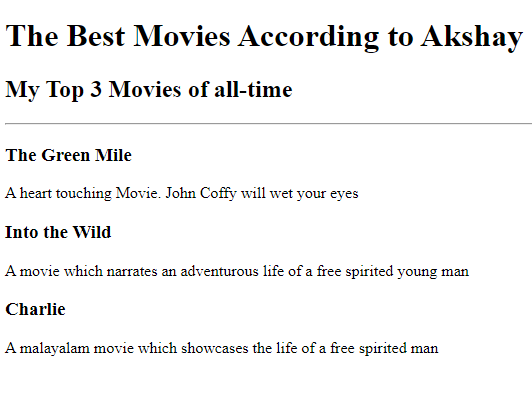 The Best Movies According to Akshay
My Top 3 Movies of all-time
The Green Mile
A heart touching Movie. John Coffy will wet your eyes
Into the Wild
A movie which narrates an adventurous life of a free spirited young man
Charlie
A malayalam movie which showcases the life of a free spirited man